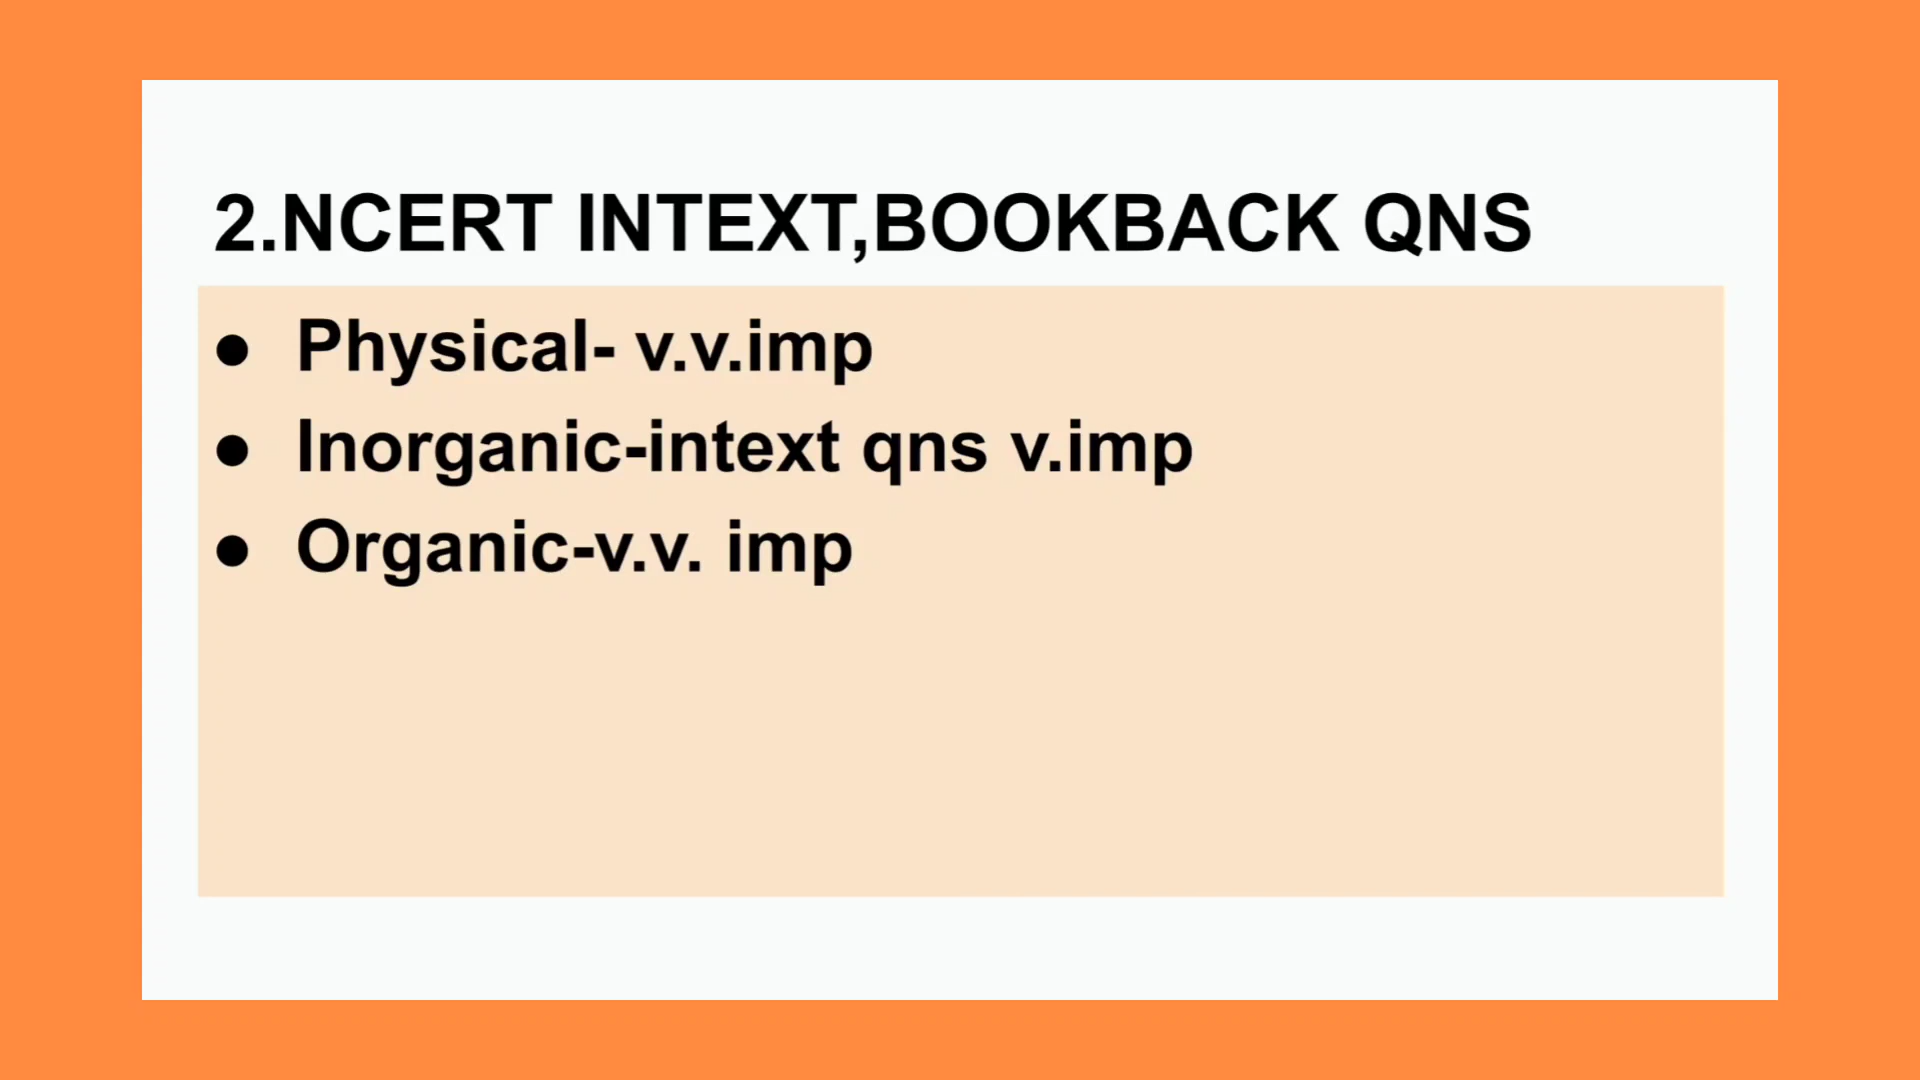 2.NCERT INTEXT,BOOKBACK QNS
● Physical- v.v.imp
● Inorganic-intext qns v.imp
● Organic-v.v. imp